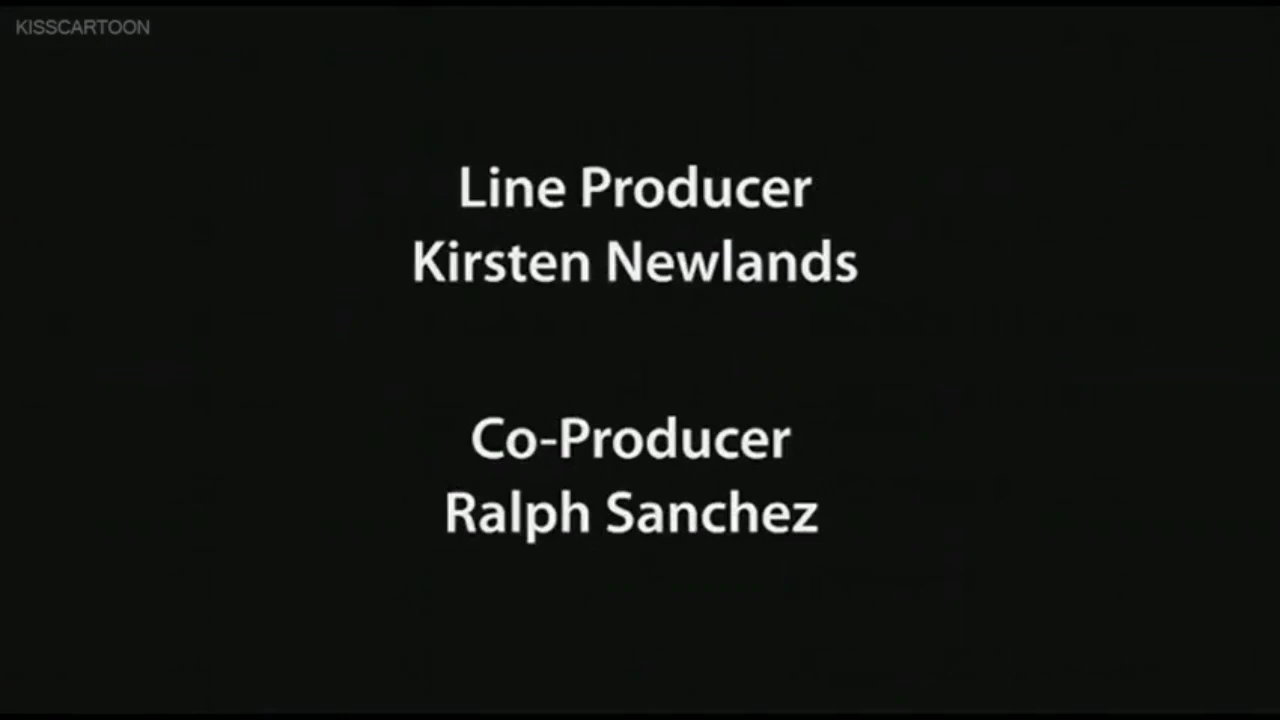 KISSCARTOON
Line Producer
Kirsten Newlands
Co-Producer
Ralph Sanchez